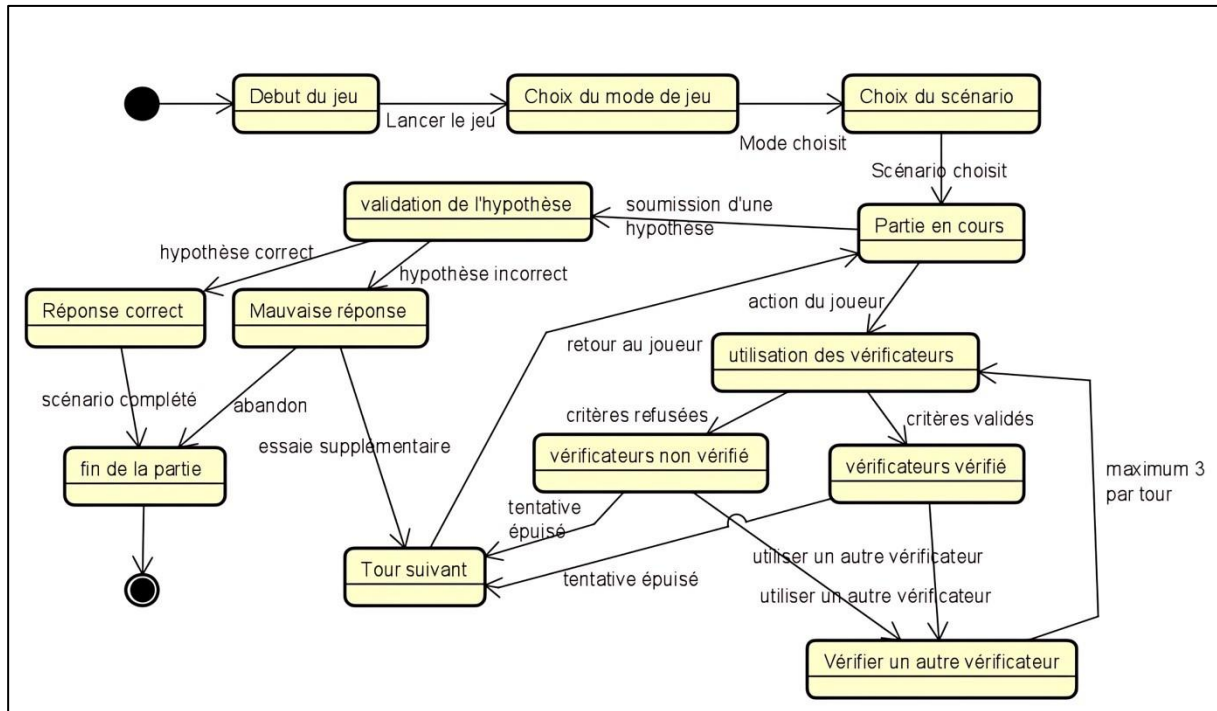 Debut du jeu
Lancer le jeu
Choix du mode de jeu
Mode choisit
Choix du scénario
Scénario choisit
validation de l'hypothèse
soumission d'une
hypothèse
Partie en cours
hypothèse correct
hypothèse incorrect
action du joueur
Réponse correct
Mauvaise réponse
retour au joueur
utilisation des vérificateurs
scénario complété
abandon
essaie supplémentaire
critères refusées
critères validés
fin de la partie
vérificateurs non vérifié
vérificateurs vérifié
maximum 3
par tour
tentative
épuisé
Tour suivant
tentative épuisé
utiliser un autre vérificateur
utiliser un autre vérificateur
Vérifier un autre vérificateur